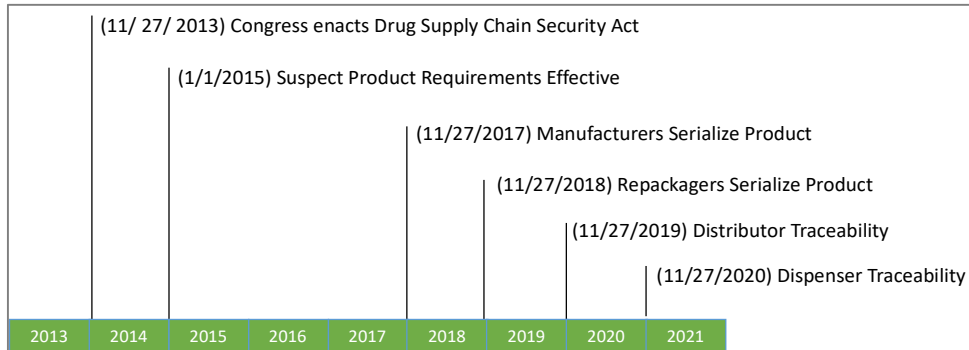 (11/ 27/ 2013) Congress enacts Drug Supply Chain Security Act
(1/1/2015) Suspect Product Requirements Effective
(11/27/2017) Manufacturers Serialize Product
(11/27/2018) Repackagers Serialize Product
(11/27/2019) Distributor Traceability
(11/27/2020) Dispenser Traceability
2013 2014 2015 2016 2017 2018 2019 2020 2021